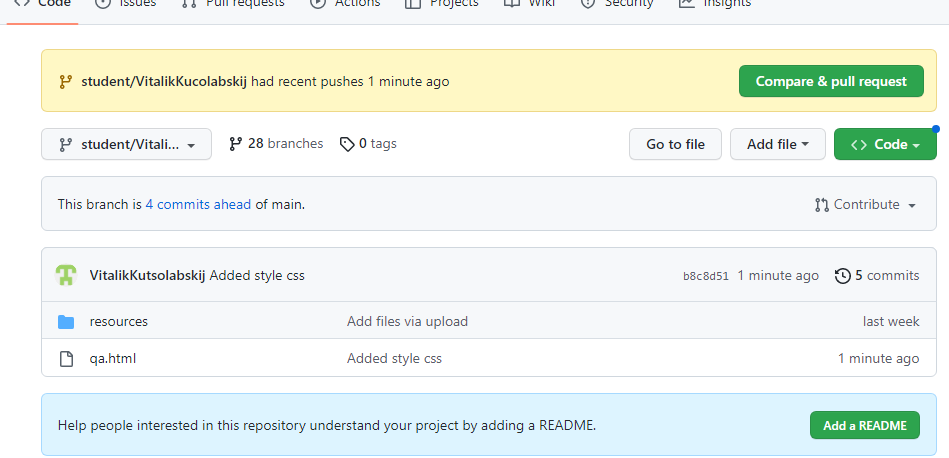 Code Issues Pull requests Actions Projects Wiki Security Insights
student/VitalikKucolabskij had recent pushes 1 minute ago Compare & pull request
student/Vitali... 28 branches 0 tags Go to file Add file Code
This branch is 4 commits ahead of main. Contribute
VitalikKutsolabskij Added style css b8c8d51 1 minute ago 5 commits
resources Add files via upload last week
qa.html Added style css 1 minute ago
Help people interested in this repository understand your project by adding a README. Add a README